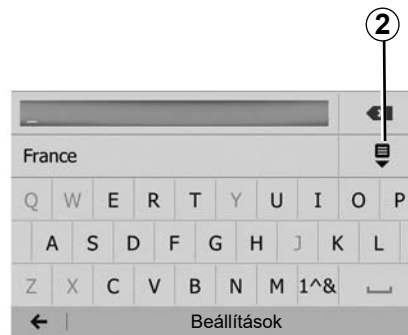 2
_
France
Q W E R T Y U I O P
A S D F G H J K L
Z X C V B N M 1^&
Beállítások